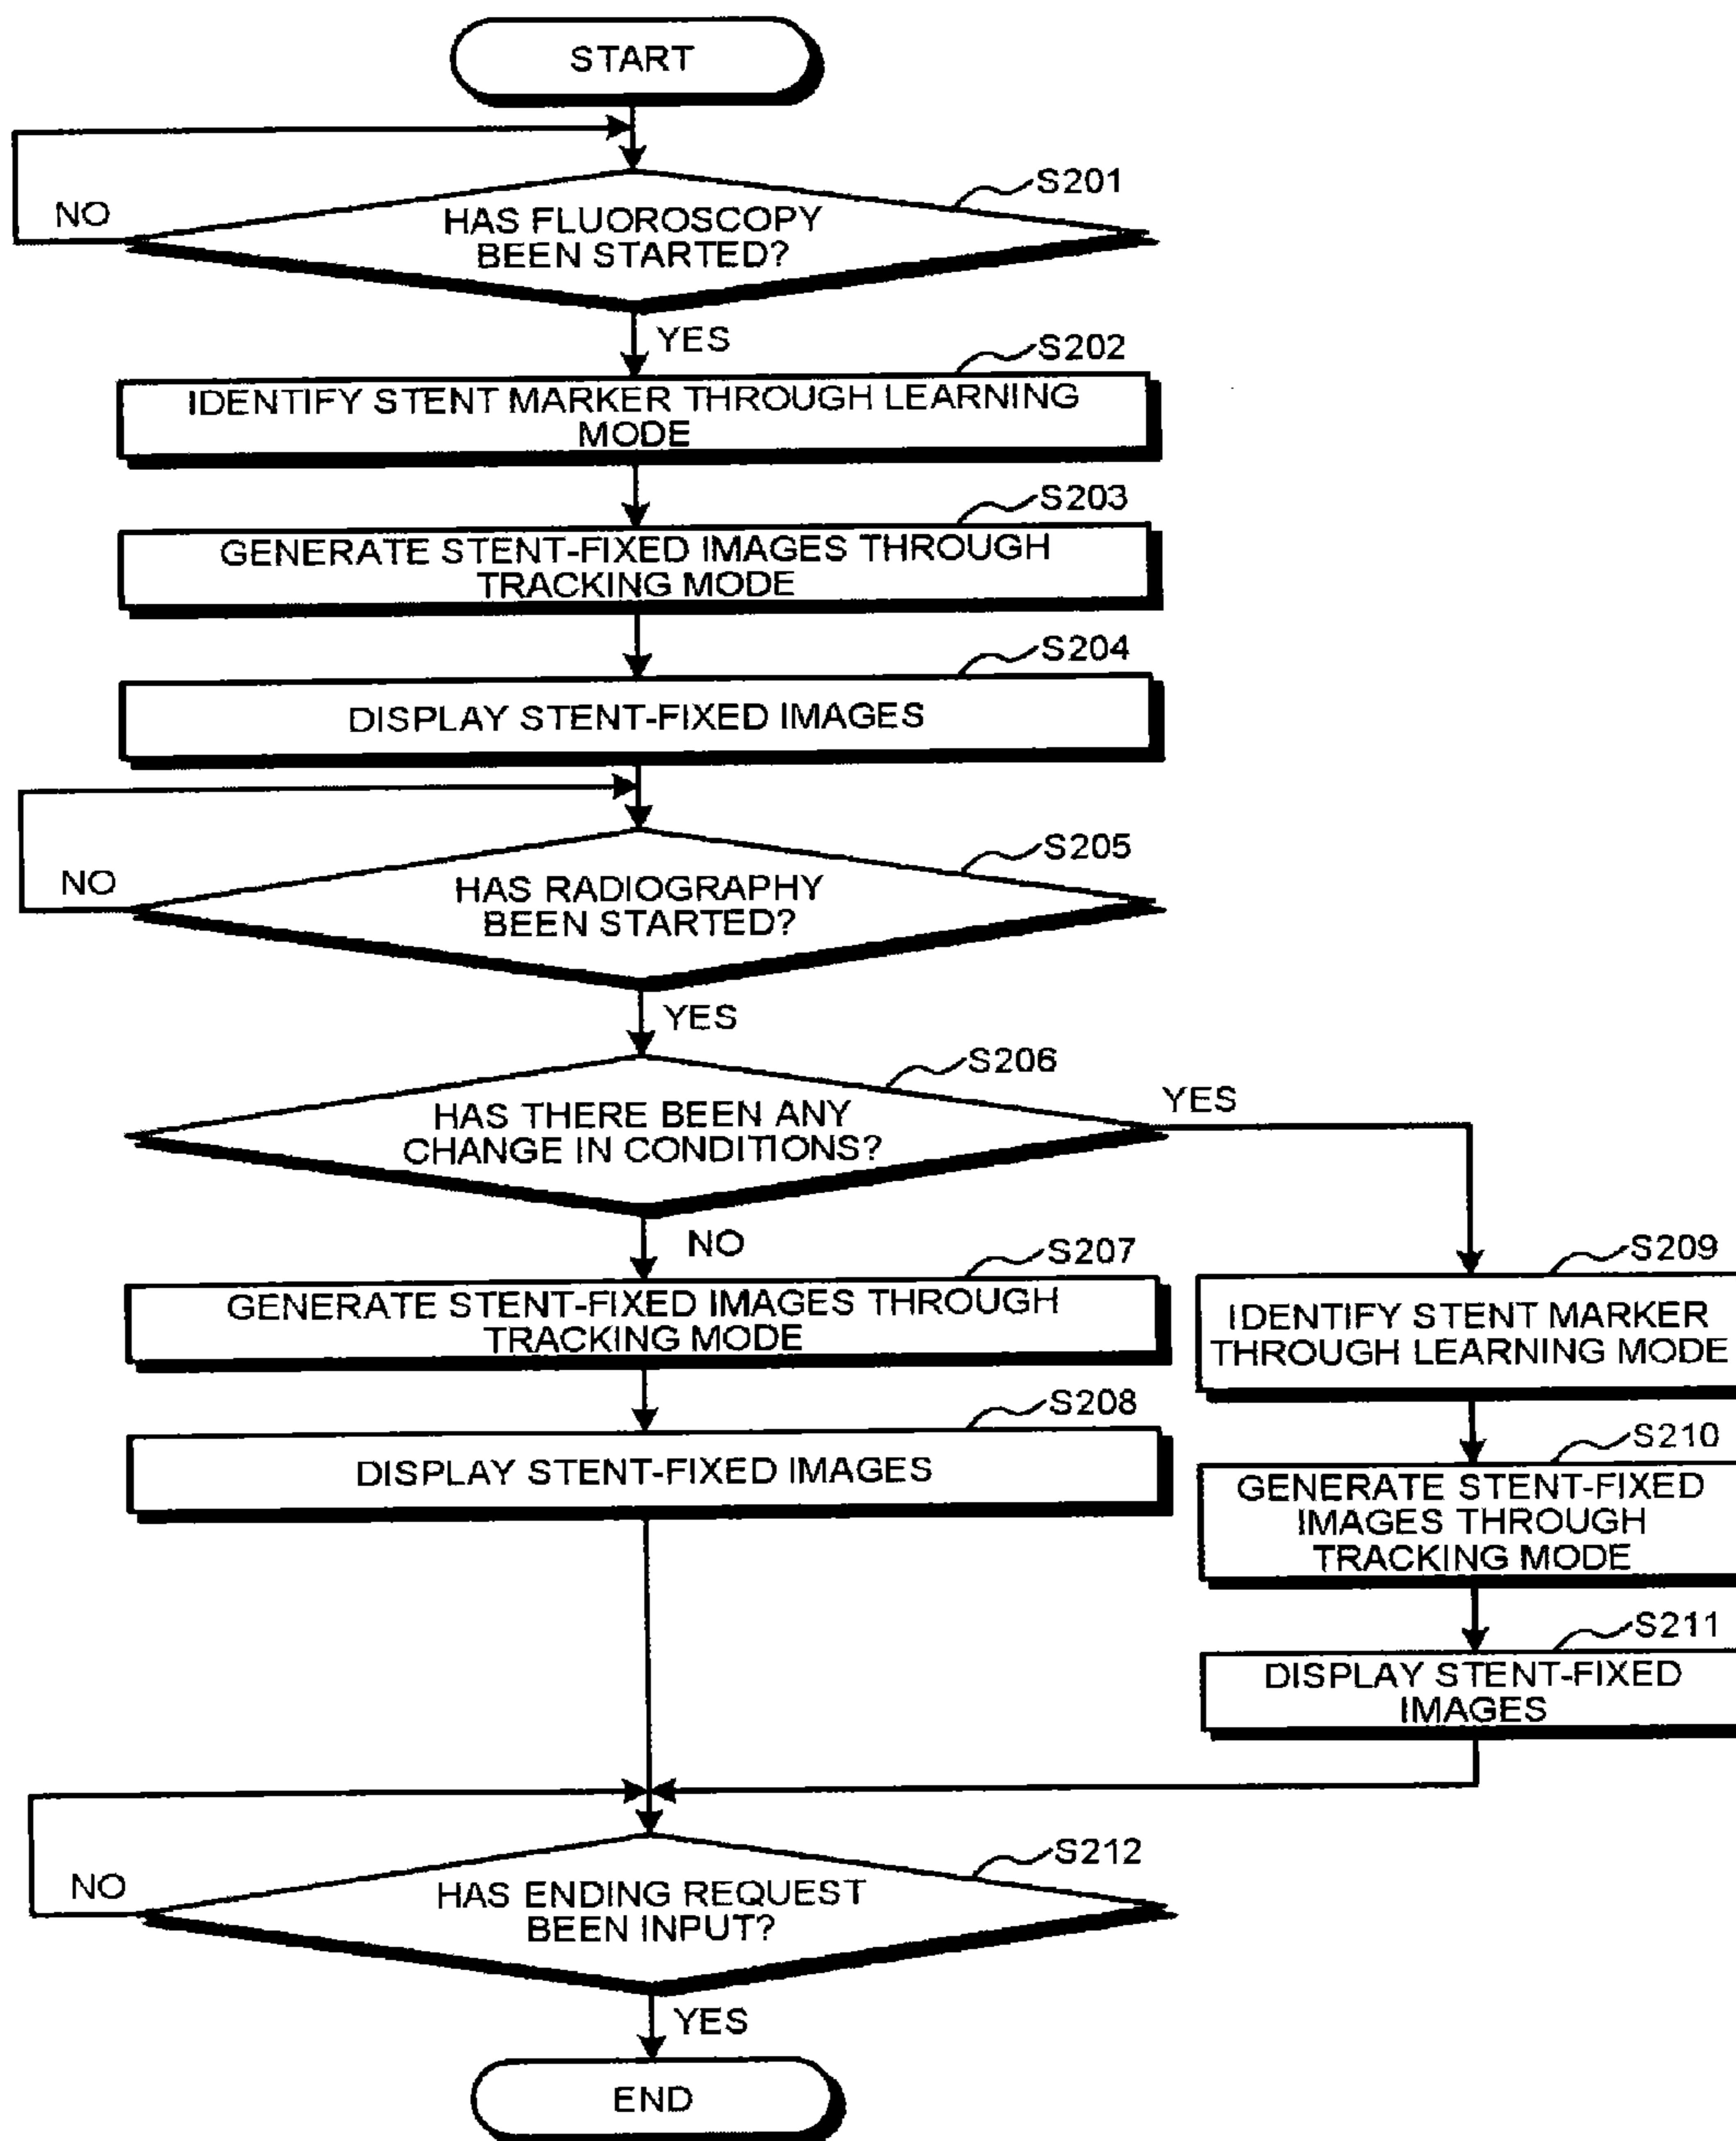 START
S201
NO
HAS FLUOROSCOPY
BEEN STARTED?
YES
S202
IDENTIFY STENT MARKER THROUGH LEARNING
MODE
S203
GENERATE STENT-FIXED IMAGES THROUGH
TRACKING MODE
S204
DISPLAY STENT-FIXED IMAGES
S205
NO
HAS RADIOGRAPHY
BEEN STARTED?
YES
S206
YES
HAS THERE BEEN ANY
CHANGE IN CONDITIONS?
NO
S207
GENERATE STENT-FIXED IMAGES THROUGH
TRACKING MODE
S208
DISPLAY STENT-FIXED IMAGES
S209
IDENTIFY STENT MARKER
THROUGH LEARNING MODE
S210
GENERATE STENT-FIXED
IMAGES THROUGH
TRACKING MODE
S211
DISPLAY STENT-FIXED
IMAGES
S212
NO
HAS ENDING REQUEST
BEEN INPUT?
YES
END